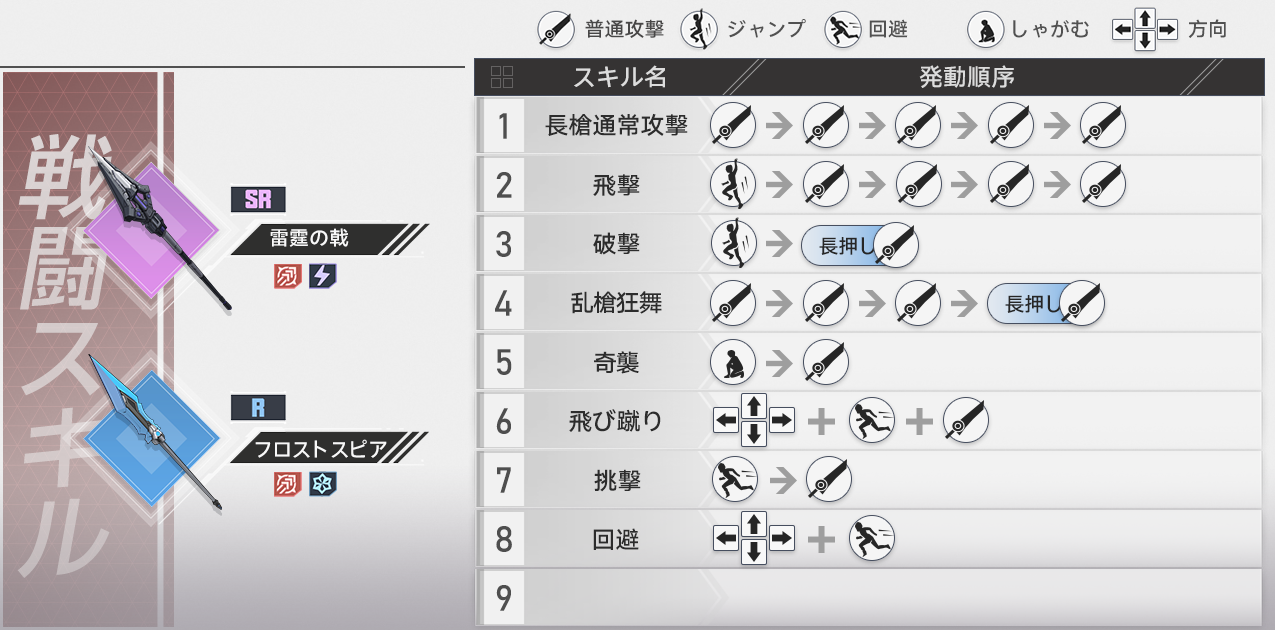 普通攻撃 ジャンプ 回避 しゃがむ 方向
スキル名 発動順序
戦闘スキル
SR
雷霆の戟
R
フロストスピア
1 長槍通常攻撃
2 飛撃
3 破撃 長押し
4 乱槍狂舞 長押し
5 奇襲
6 飛び蹴り
7 挑撃
8 回避
9